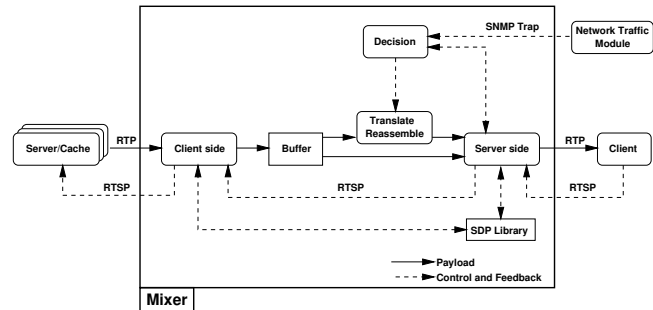 SNMP Trap
Decision
Network Traffic
Module
Translate
Reassemble
RTP
RTP
Server/Cache
Client side
Buffer
Server side
Client
RTSP
RTSP
RTSP
SDP Library
Payload
Control and Feedback
Mixer